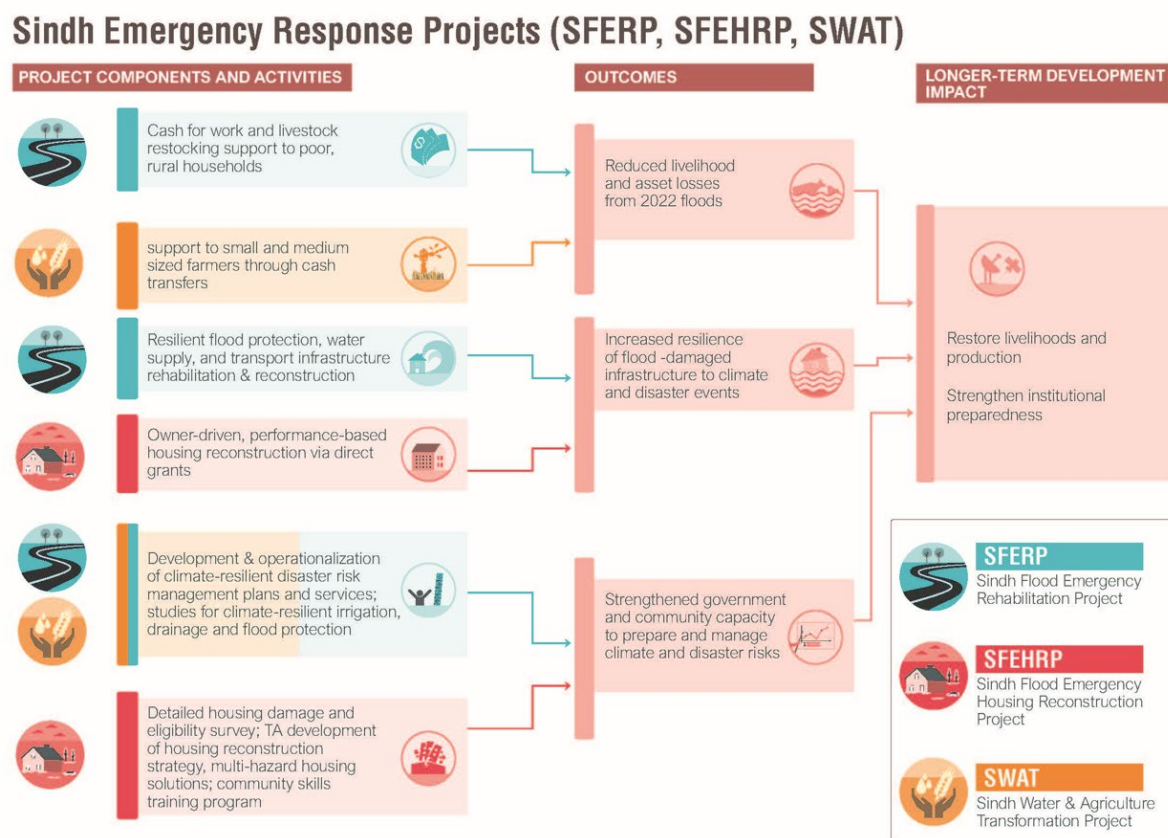 Sindh Emergency Response Projects (SFERP, SFEHRP, SWAT)
PROJECT COMPONENTS AND ACTIVITIES
Cash for work and livestock
restocking support to poor,
rural households
support to small and medium
sized farmers through cash
transfers
Resilient flood protection, water
supply, and transport infrastructure
rehabilitation & reconstruction
Owner-driven, performance-based
housing reconstruction via direct
grants
Development & operationalization
of climate-resilient disaster risk
management plans and services;
studies for climate-resilient irrigation,
drainage and flood protection
Detailed housing damage and
eligibility survey; TA development
of housing reconstruction
strategy, multi-hazard housing
solutions; community skills
training program
OUTCOMES
Reduced livelihood
and asset losses
from 2022 floods
Increased resilience
of flood -damaged
infrastructure to climate
and disaster events
Strengthened government
and community capacity
to prepare and manage
climate and disaster risks
LONGER-TERM DEVELOPMENT
IMPACT
Restore livelihoods and
production
Strengthen institutional
preparedness
SFERP
Sindh Flood Emergency
Rehabilitation Project
SFEHRP
Sindh Flood Emergency
Housing Reconstruction
Project
SWAT
Sindh Water & Agriculture
Transformation Project